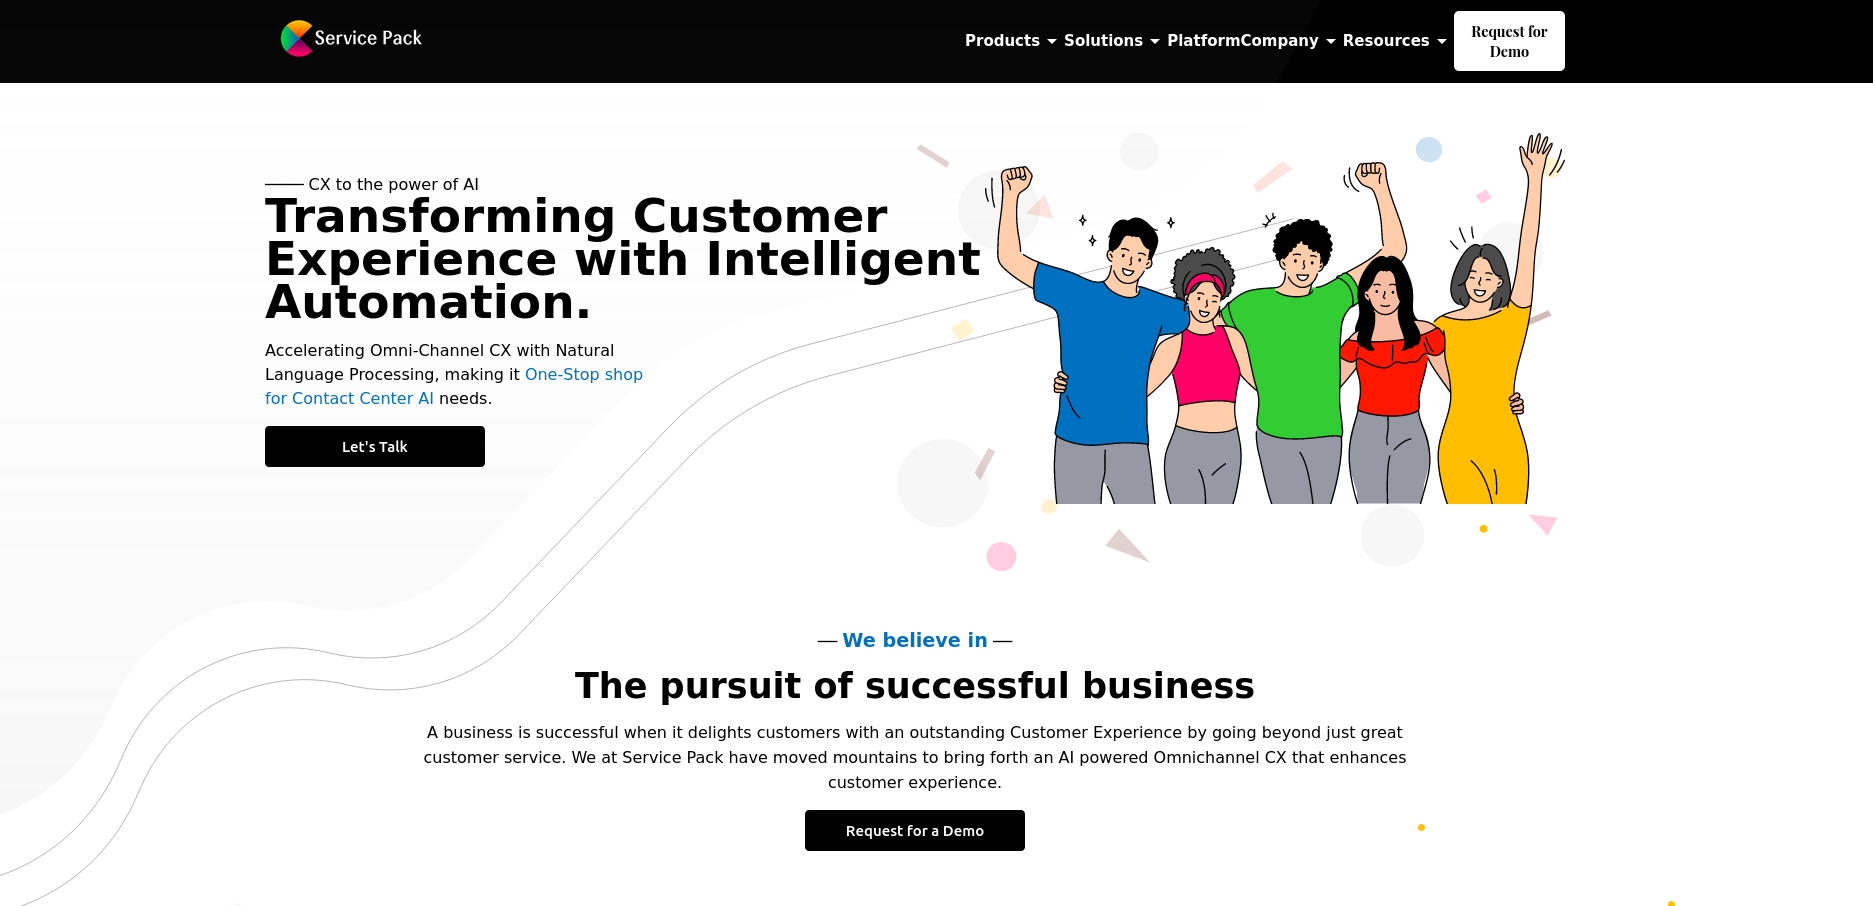 Service Pack
Products Solutions Platform Company Resources
Request for
Demo
CX to the power of AI
Transforming Customer
Experience with Intelligent
Automation.
Accelerating Omni-Channel CX with Natural
Language Processing, making it One-Stop shop
for Contact Center AI needs.
Let's Talk
We believe in
The pursuit of successful business
A business is successful when it delights customers with an outstanding Customer Experience by going beyond just great
customer service. We at Service Pack have moved mountains to bring forth an AI powered Omnichannel CX that enhances
customer experience.
Request for a Demo